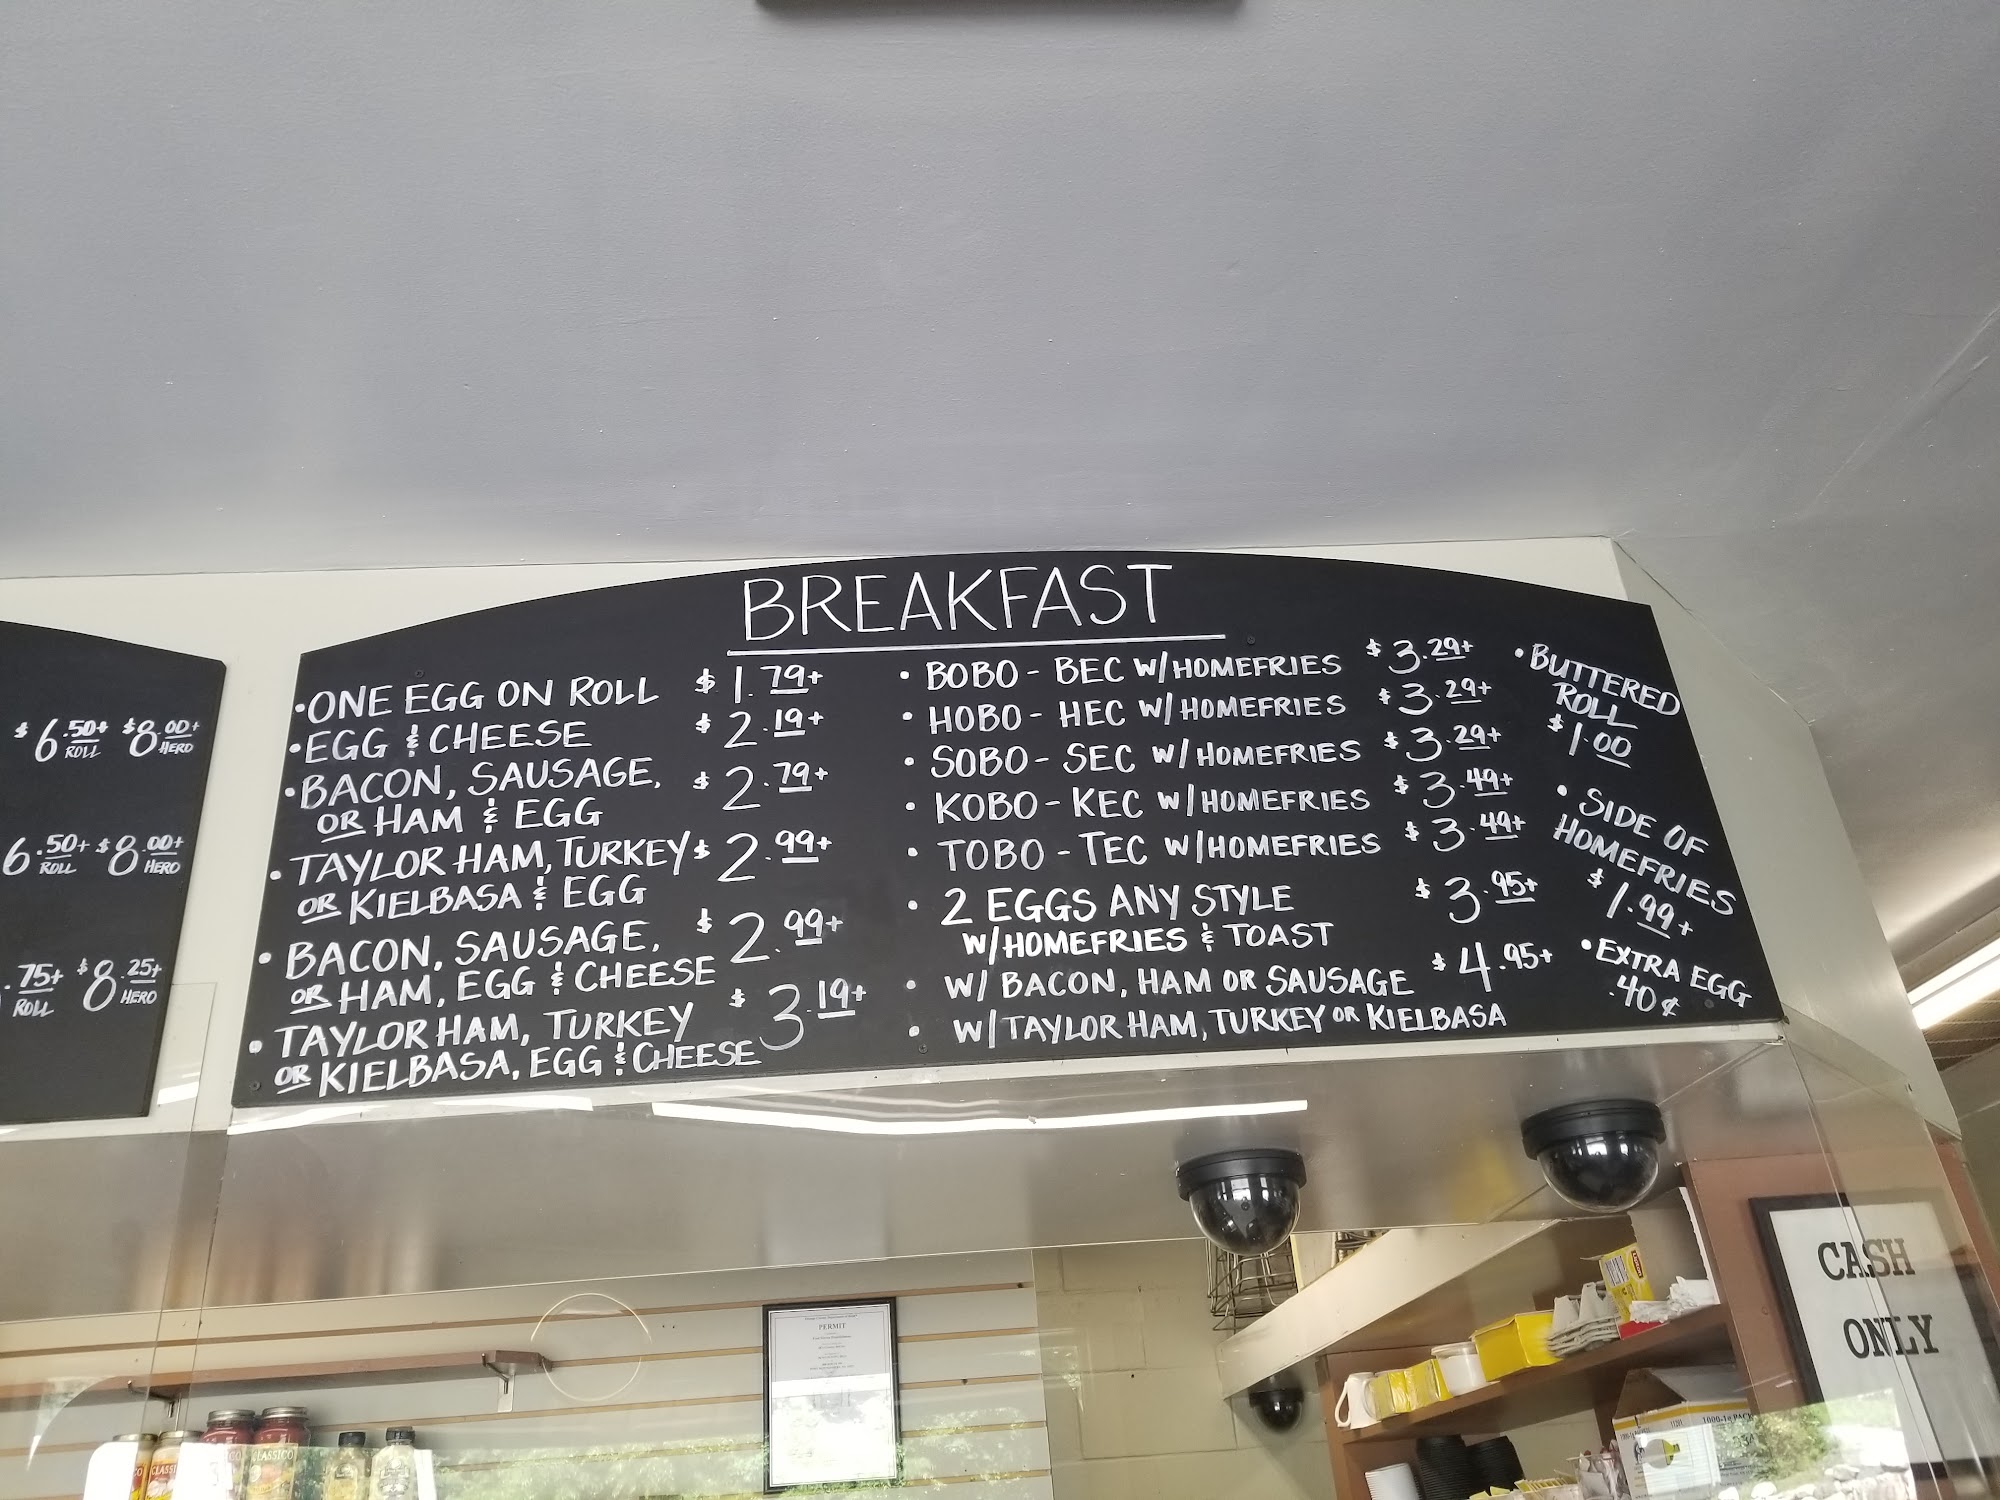 BREAKFAST
• ONE EGG ON ROLL $1.79+
• EGG & CHEESE $2.19+
• BACON, SAUSAGE, $2.79+
OR HAM & EGG
• TAYLOR HAM, TURKEY $2.99+
OR KIELBASA & EGG
• BACON, SAUSAGE, $2.99+
OR HAM, EGG & CHEESE
• TAYLOR HAM, TURKEY $3.19+
OR KIELBASA, EGG & CHEESE
• BOBO - BEC W/HOMEFRIES $3.29+
• HOBO - HEC W/HOMEFRIES $3.29+
• SOBO - SEC W/HOMEFRIES $3.29+
• KOBO - KEC W/HOMEFRIES $3.49+
• TOBO - TEC W/HOMEFRIES $3.49+
• 2 EGGS ANY STYLE $3.95+
W/HOMEFRIES & TOAST
• W/ BACON, HAM OR SAUSAGE $4.95+
• W/ TAYLOR HAM, TURKEY OR KIELBASA
• BUTTERED
ROLL
$1.00
• SIDE OF
HOMEFRIES
$1.99+
• EXTRA EGG
.40¢
$6.50+ $8.00+
ROLL HERO
6.50+ $8.00+
ROLL HERO
.75+ $8.25+
ROLL HERO
PERMIT
CASH
ONLY
CLASSICO